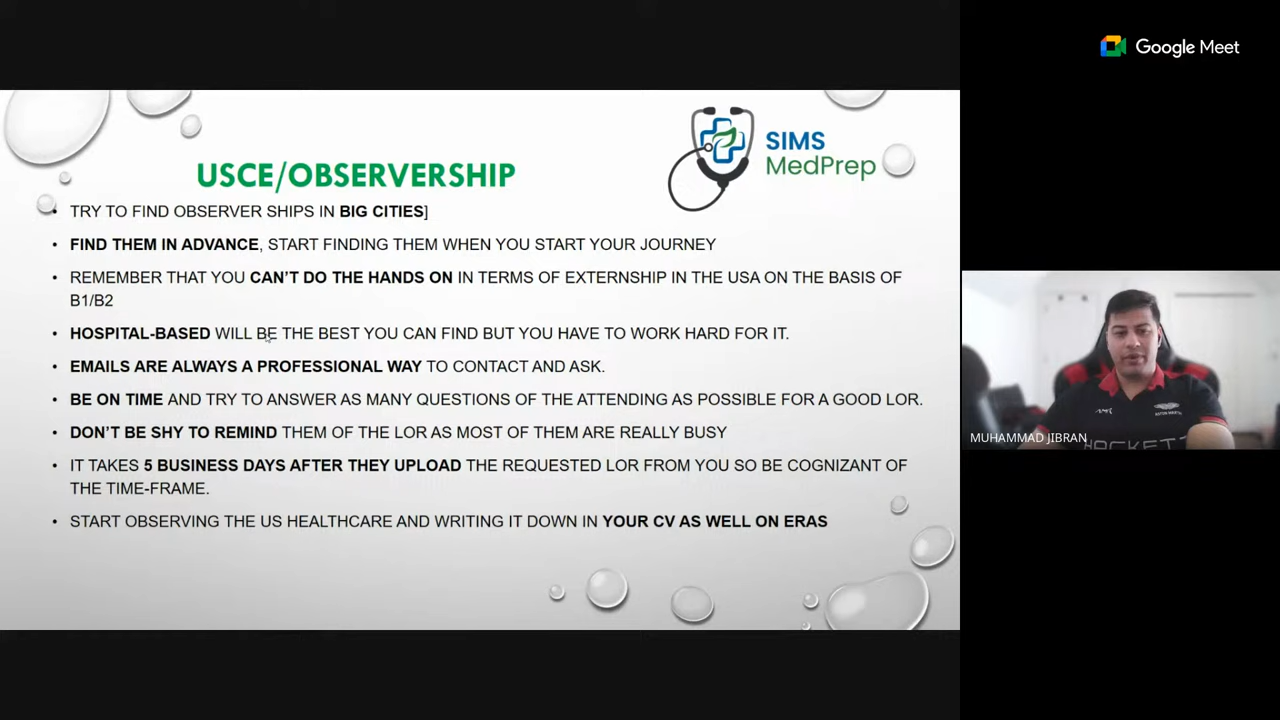 Google Meet
SIMS
MedPrep
USCE/OBSERVERSHIP
• TRY TO FIND OBSERVER SHIPS IN BIG CITIES]
• FIND THEM IN ADVANCE, START FINDING THEM WHEN YOU START YOUR JOURNEY
• REMEMBER THAT YOU CAN'T DO THE HANDS ON IN TERMS OF EXTERNSHIP IN THE USA ON THE BASIS OF
B1/B2
• HOSPITAL-BASED WILL BE THE BEST YOU CAN FIND BUT YOU HAVE TO WORK HARD FOR IT.
• EMAILS ARE ALWAYS A PROFESSIONAL WAY TO CONTACT AND ASK.
• BE ON TIME AND TRY TO ANSWER AS MANY QUESTIONS OF THE ATTENDING AS POSSIBLE FOR A GOOD LOR.
• DON'T BE SHY TO REMIND THEM OF THE LOR AS MOST OF THEM ARE REALLY BUSY
• IT TAKES 5 BUSINESS DAYS AFTER THEY UPLOAD THE REQUESTED LOR FROM YOU SO BE COGNIZANT OF
THE TIME-FRAME.
• START OBSERVING THE US HEALTHCARE AND WRITING IT DOWN IN YOUR CV AS WELL ON ERAS
MUHAMMAD JIBRAN
HACKETT